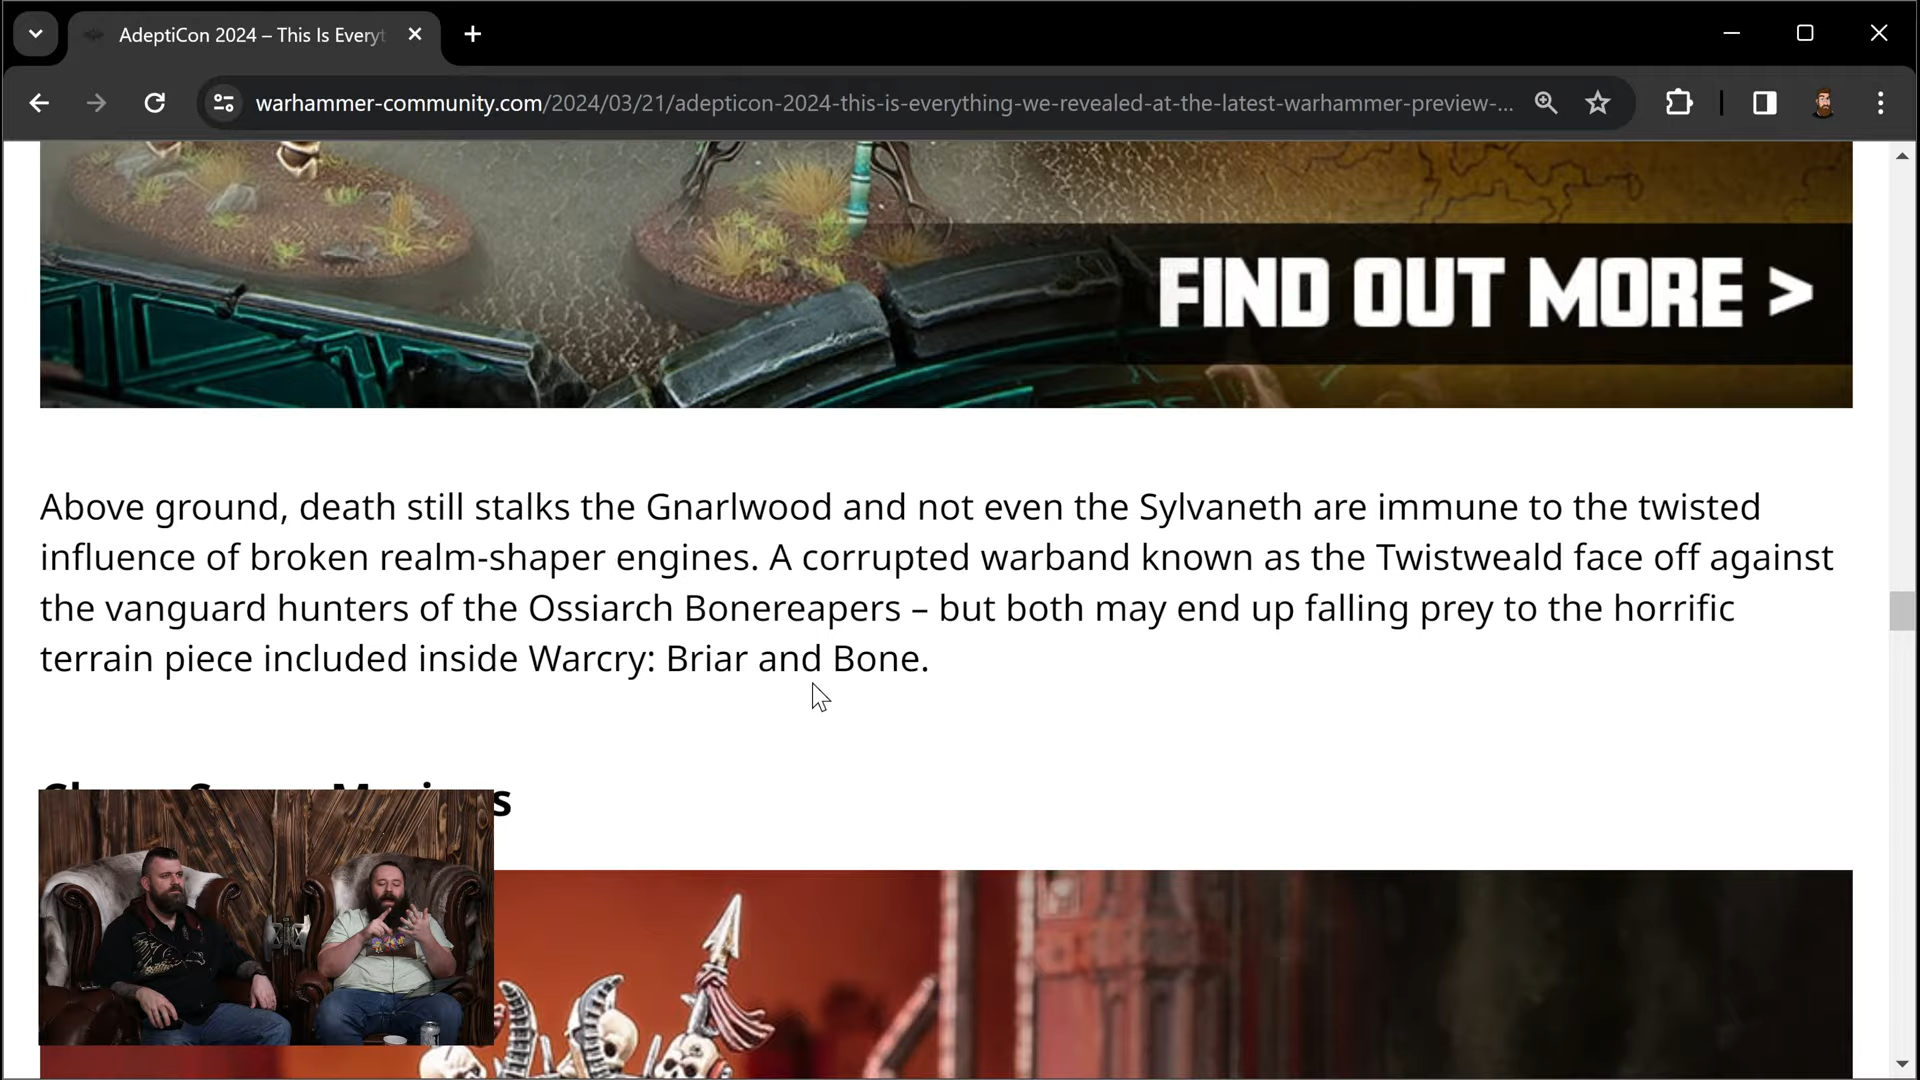 AdeptiCon 2024 – This Is Everyt
warhammer-community.com/2024/03/21/adepticon-2024-this-is-everything-we-revealed-at-the-latest-warhammer-preview-...
FIND OUT MORE >
Above ground, death still stalks the Gnarlwood and not even the Sylvaneth are immune to the twisted
influence of broken realm-shaper engines. A corrupted warband known as the Twistweald face off against
the vanguard hunters of the Ossiarch Bonereapers – but both may end up falling prey to the horrific
terrain piece included inside Warcry: Briar and Bone.